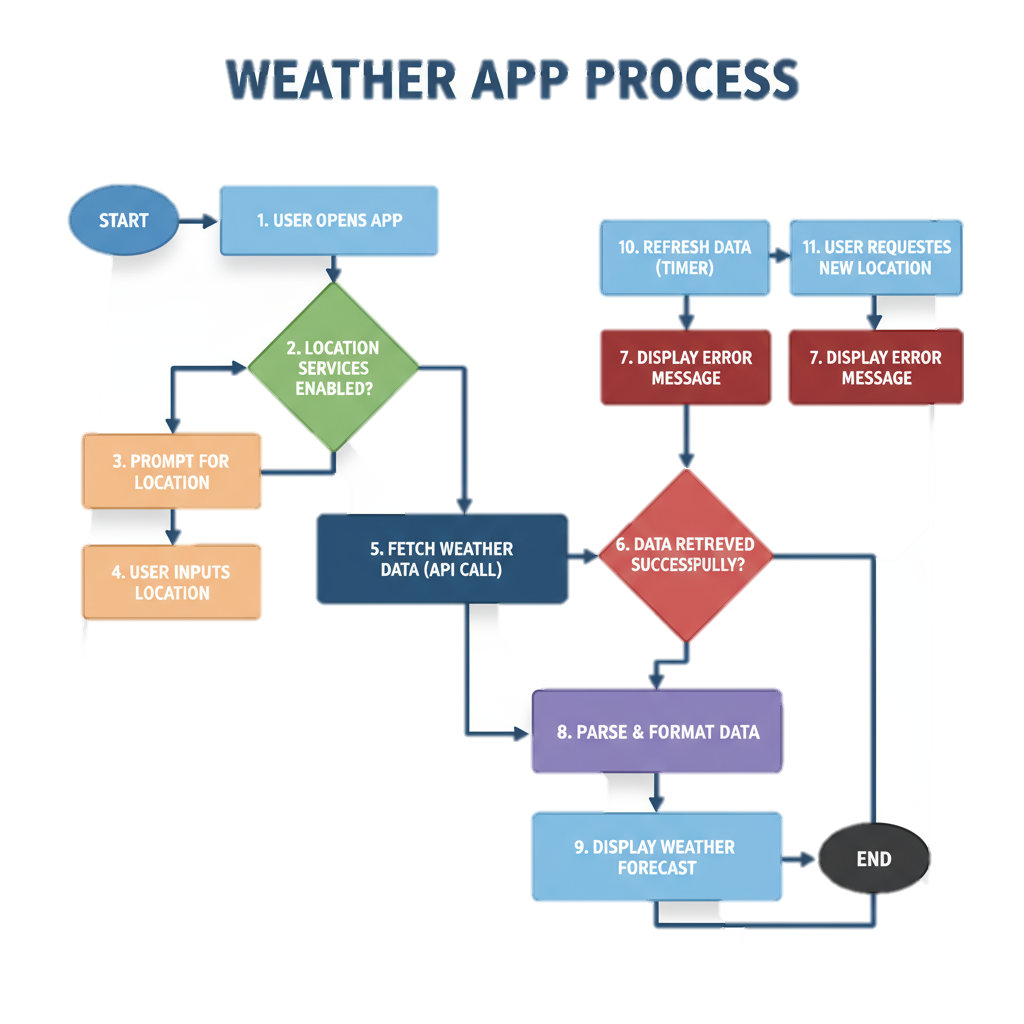 WEATHER APP PROCESS
START
1. USER OPENS APP
2. LOCATION
SERVICES
ENABLED?
3. PROMPT FOR
LOCATION
4. USER INPUTS
LOCATION
5. FETCH WEATHER
DATA (API CALL)
10. REFRESH DATA
(TIMER)
11. USER REQUESTES
NEW LOCATION
7. DISPLAY ERROR
MESSAGE
7. DISPLAY ERROR
MESSAGE
6. DATA RETREVED
SUCCESSFULLY?
8. PARSE & FORMAT DATA
9. DISPLAY WEATHER
FORECAST
END